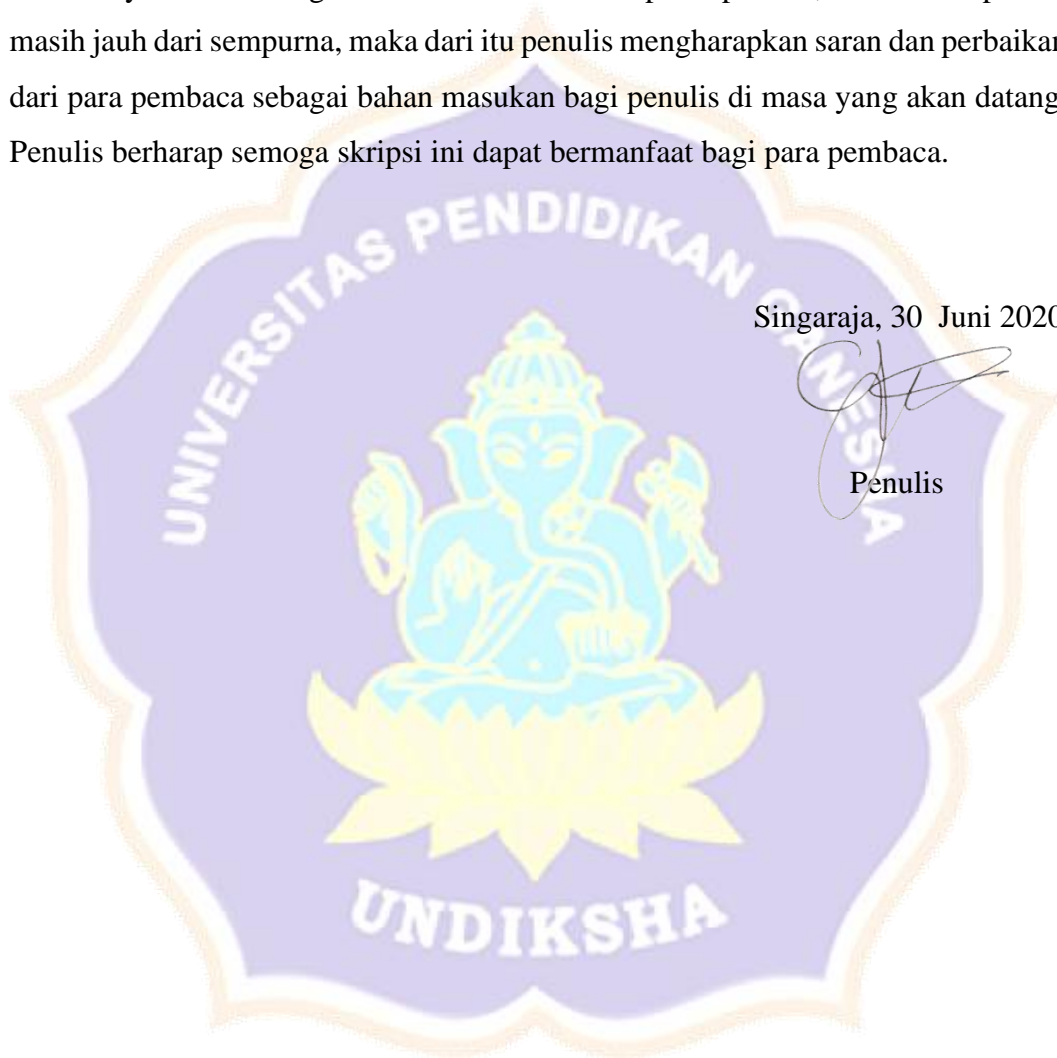 masih jauh dari sempurna, maka dari itu penulis mengharapkan saran dan perbaikan
dari para pembaca sebagai bahan masukan bagi penulis di masa yang akan datang
Penulis berharap semoga skripsi ini dapat bermanfaat bagi para pembaca.
UNIVERSITAS PENDIDIKAN GANESHA
Singaraja, 30 Juni 2020
Penulis
UNDIKSHA